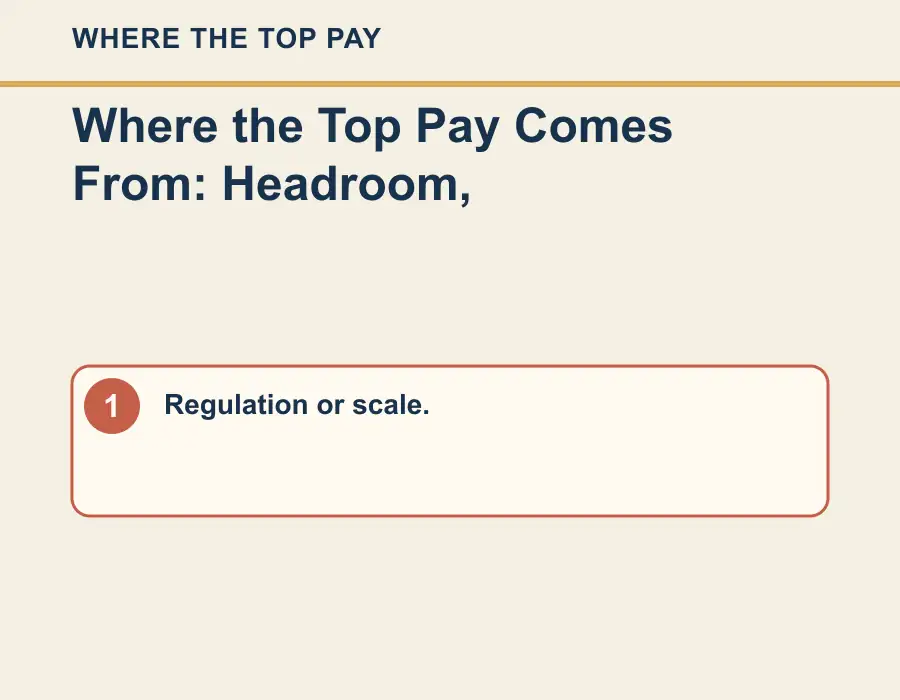 WHERE THE TOP PAY
Where the Top Pay Comes
From: Headroom,
1
Regulation or scale.